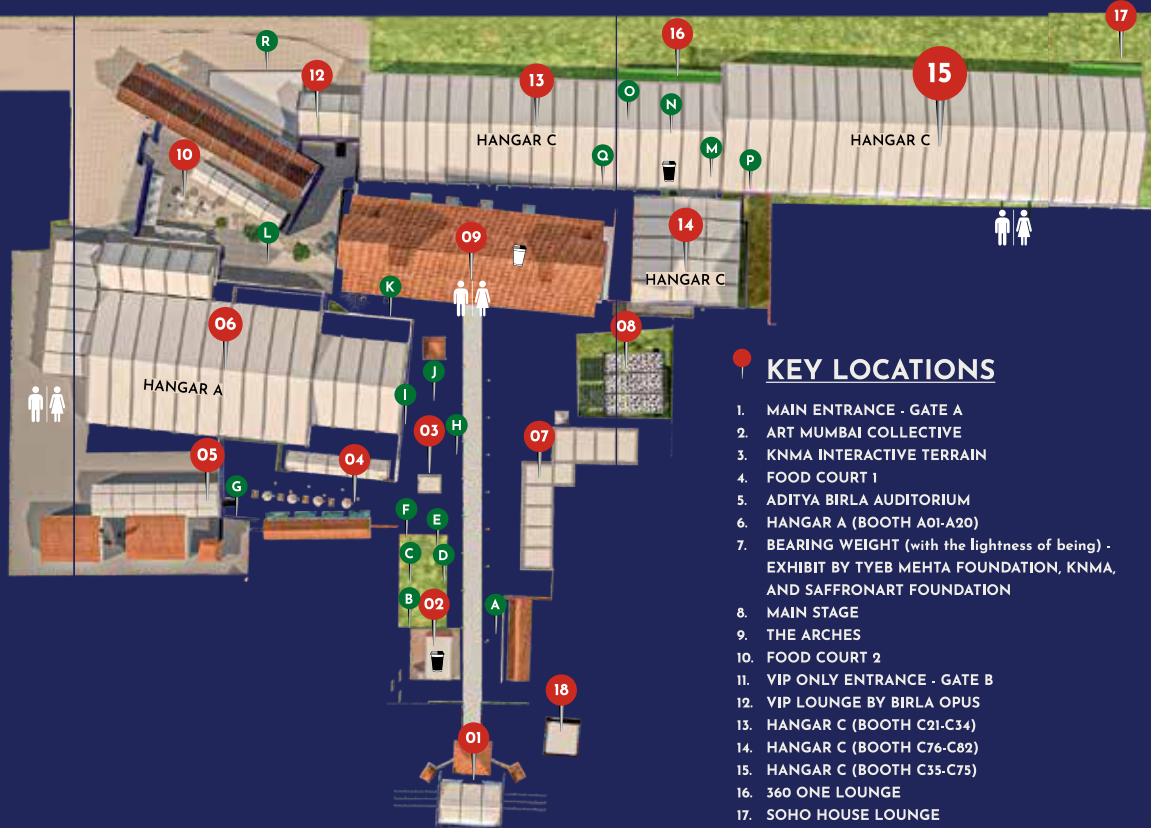 17
R
16
12
13
15
O
N
HANGAR C
HANGAR C
10
Q
M
P
L
09
14
HANGAR C
K
06
08
J
HANGAR A
I
03
H
07
05
04
G
F
E
C
D
B
02
A
18
01
KEY LOCATIONS
1. MAIN ENTRANCE - GATE A
2. ART MUMBAI COLLECTIVE
3. KNMA INTERACTIVE TERRAIN
4. FOOD COURT 1
5. ADITYA BIRLA AUDITORIUM
6. HANGAR A (BOOTH A01-A20)
7. BEARING WEIGHT (with the lightness of being) -
EXHIBIT BY TYEB MEHTA FOUNDATION, KNMA,
AND SAFFRONART FOUNDATION
8. MAIN STAGE
9. THE ARCHES
10. FOOD COURT 2
11. VIP ONLY ENTRANCE - GATE B
12. VIP LOUNGE BY BIRLA OPUS
13. HANGAR C (BOOTH C21-C34)
14. HANGAR C (BOOTH C76-C82)
15. HANGAR C (BOOTH C35-C75)
16. 360 ONE LOUNGE
17. SOHO HOUSE LOUNGE